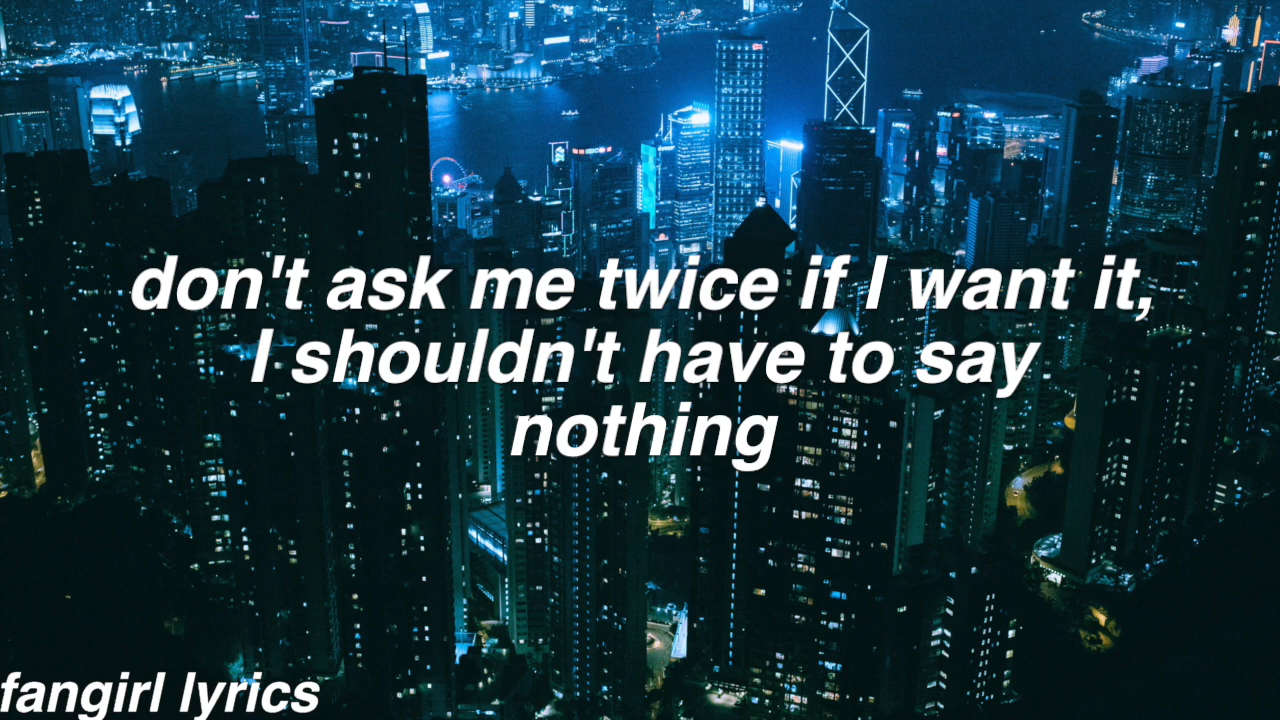 don't ask me twice if I want it,
I shouldn't have to say
nothing
fangirl lyrics